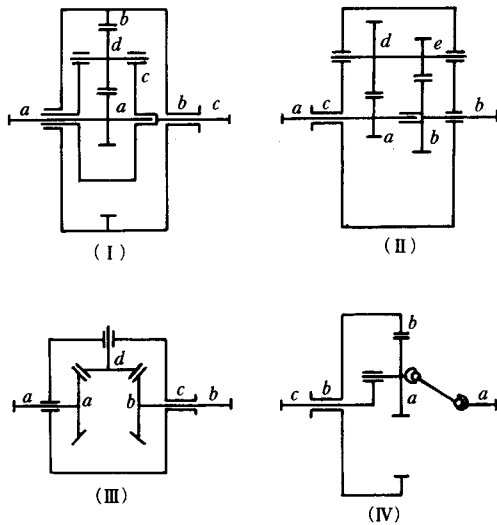 b
d
c
a a b c
(Ⅰ)
d e
a c b
a b
(Ⅱ)
d
a a b c b
(Ⅲ)
b
c b a a
(Ⅳ)